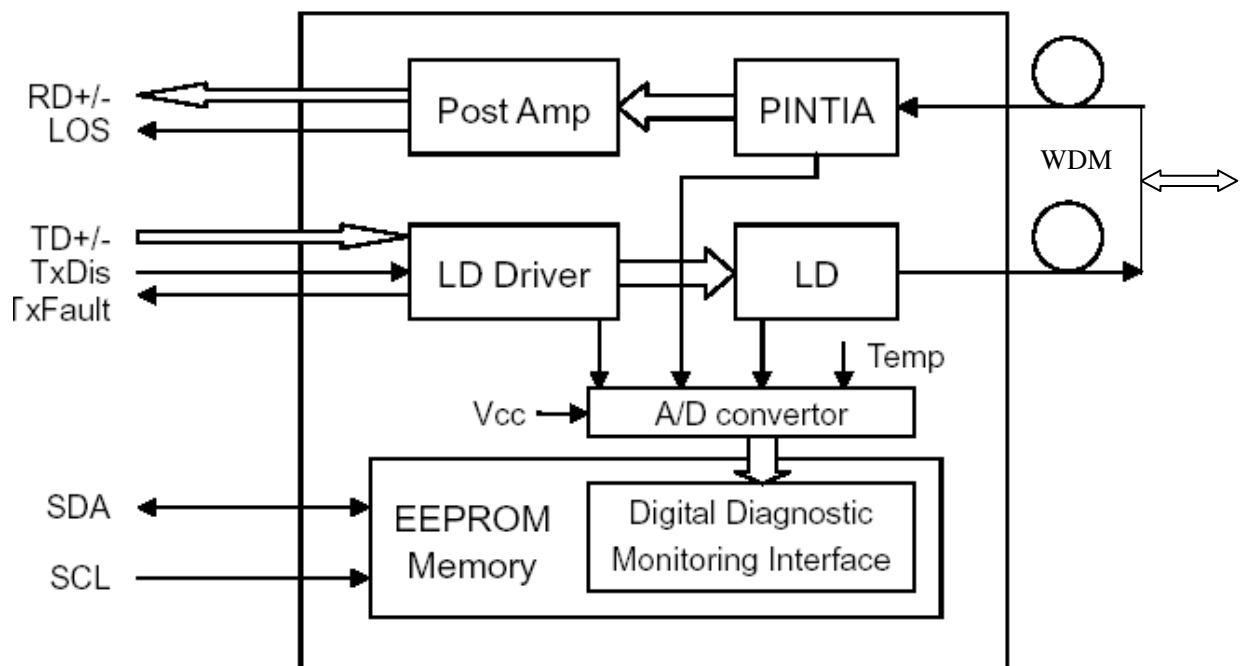 RD+/-
LOS
Post Amp
PINTIA
WDM
TD+/-
TxDis
TxFault
LD Driver
LD
Temp
Vcc
A/D convertor
SDA
SCL
EEPROM
Memory
Digital Diagnostic
Monitoring Interface